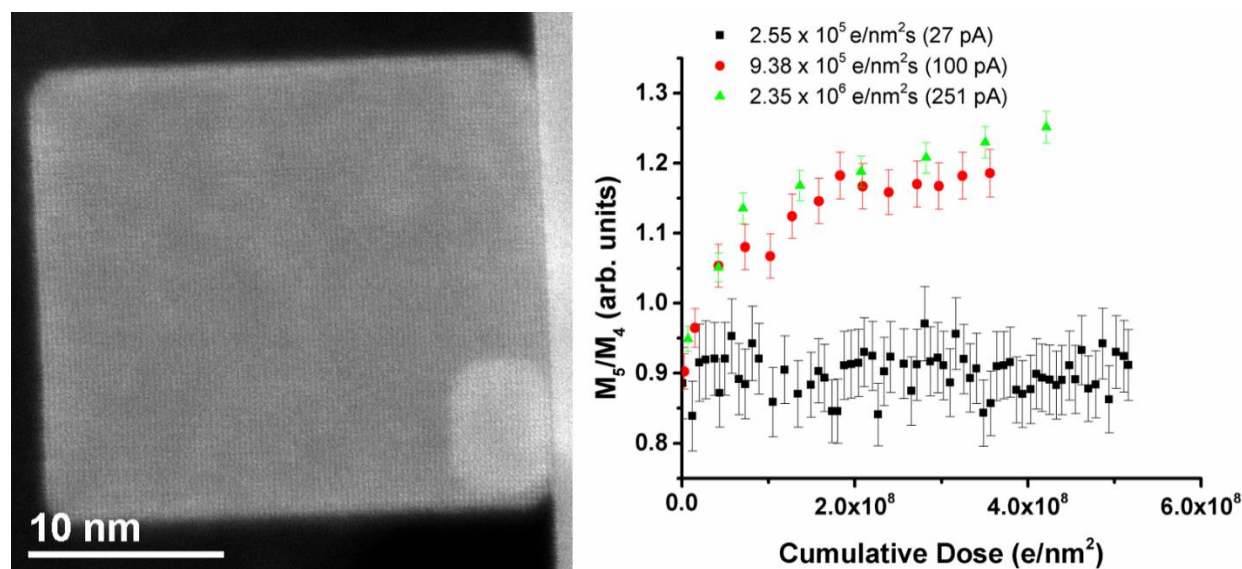 10 nm
2.55 x 10⁵ e/nm²s (27 pA)
9.38 x 10⁵ e/nm²s (100 pA)
2.35 x 10⁶ e/nm²s (251 pA)
1.3
1.2
1.1
1.0
0.9
0.8
M₅/M₄ (arb. units)
0.0 2.0x10⁸ 4.0x10⁸ 6.0x10⁸
Cumulative Dose (e/nm²)